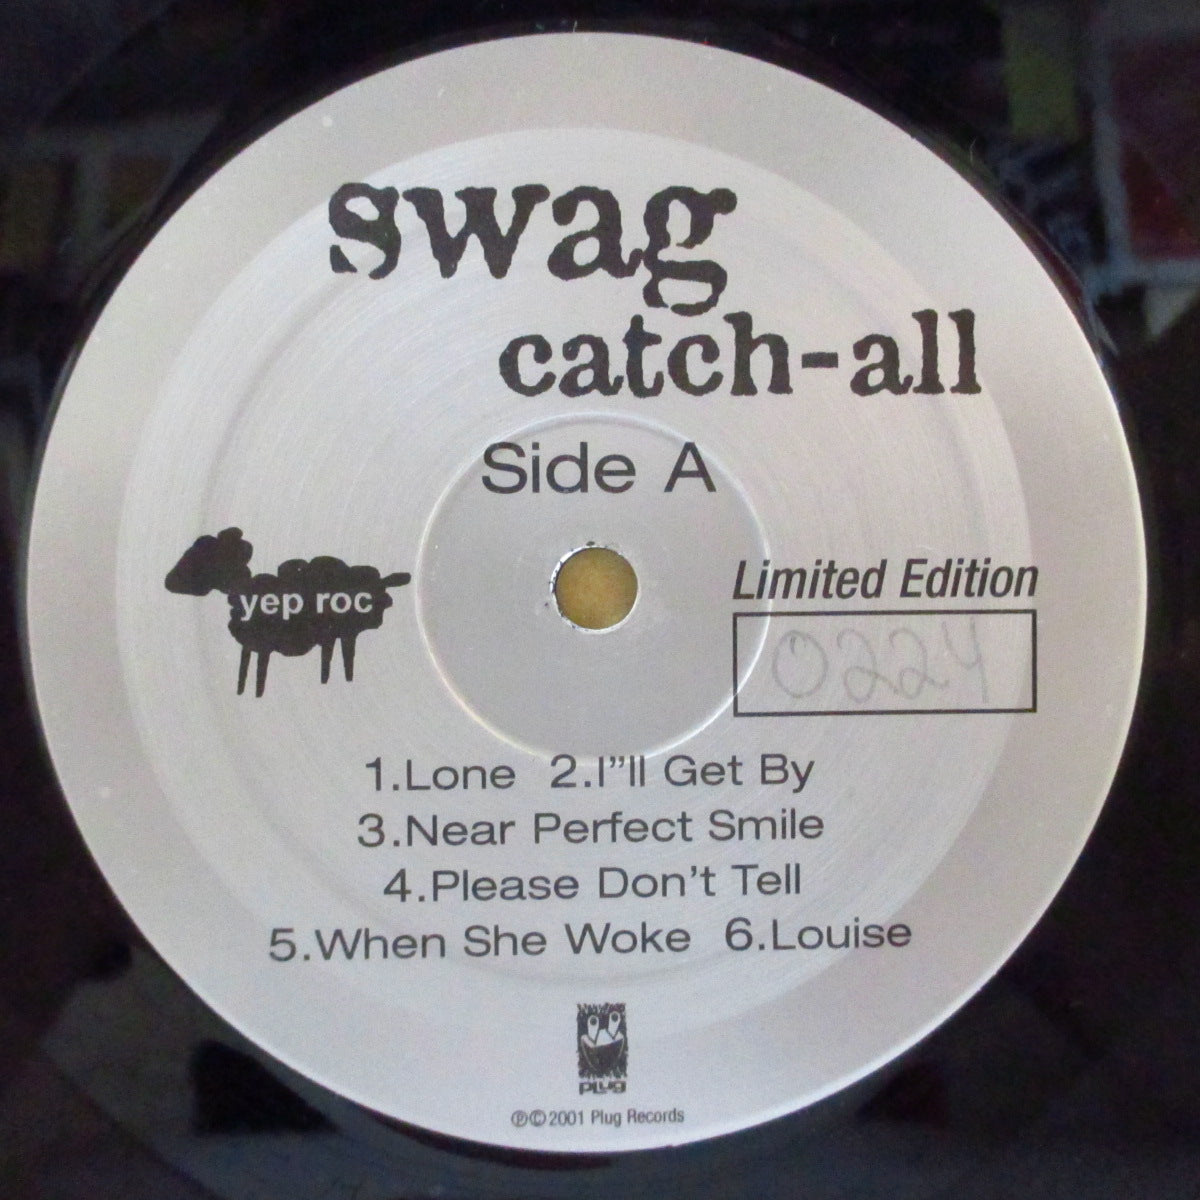 swag
catch-all
Side A
yep roc
Limited Edition
0224
1.Lone 2.I"ll Get By
3.Near Perfect Smile
4.Please Don't Tell
5.When She Woke 6.Louise
PLUG
℗©2001 Plug Records